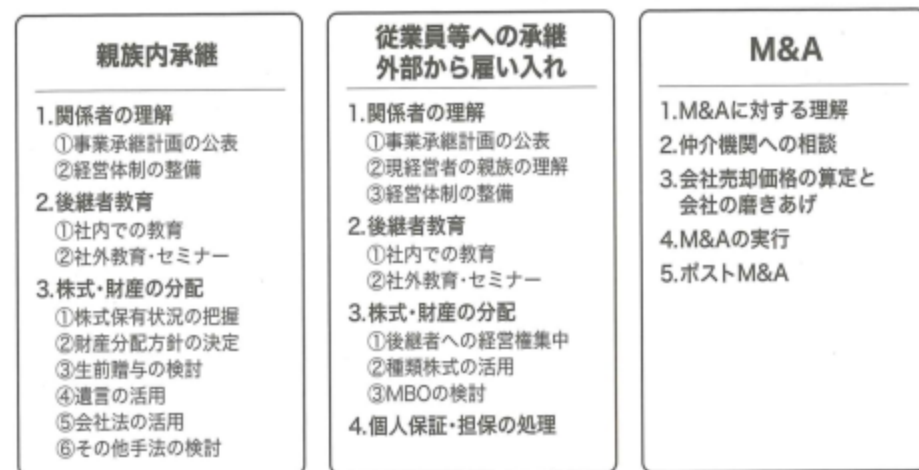 親族内承継
1.関係者の理解
①事業承継計画の公表
②経営体制の整備
2.後継者教育
①社内での教育
②社外教育・セミナー
3.株式・財産の分配
①株式保有状況の把握
②財産分配方針の決定
③生前贈与の検討
④遺言の活用
⑤会社法の活用
⑥その他手法の検討
従業員等への承継
外部から雇い入れ
1.関係者の理解
①事業承継計画の公表
②現経営者の親族の理解
③経営体制の整備
2.後継者教育
①社内での教育
②社外教育・セミナー
3.株式・財産の分配
①後継者への経営権集中
②種類株式の活用
③MBOの検討
4.個人保証・担保の処理
M&A
1.M&Aに対する理解
2.仲介機関への相談
3.会社売却価格の算定と
会社の磨きあげ
4.M&Aの実行
5.ポストM&A